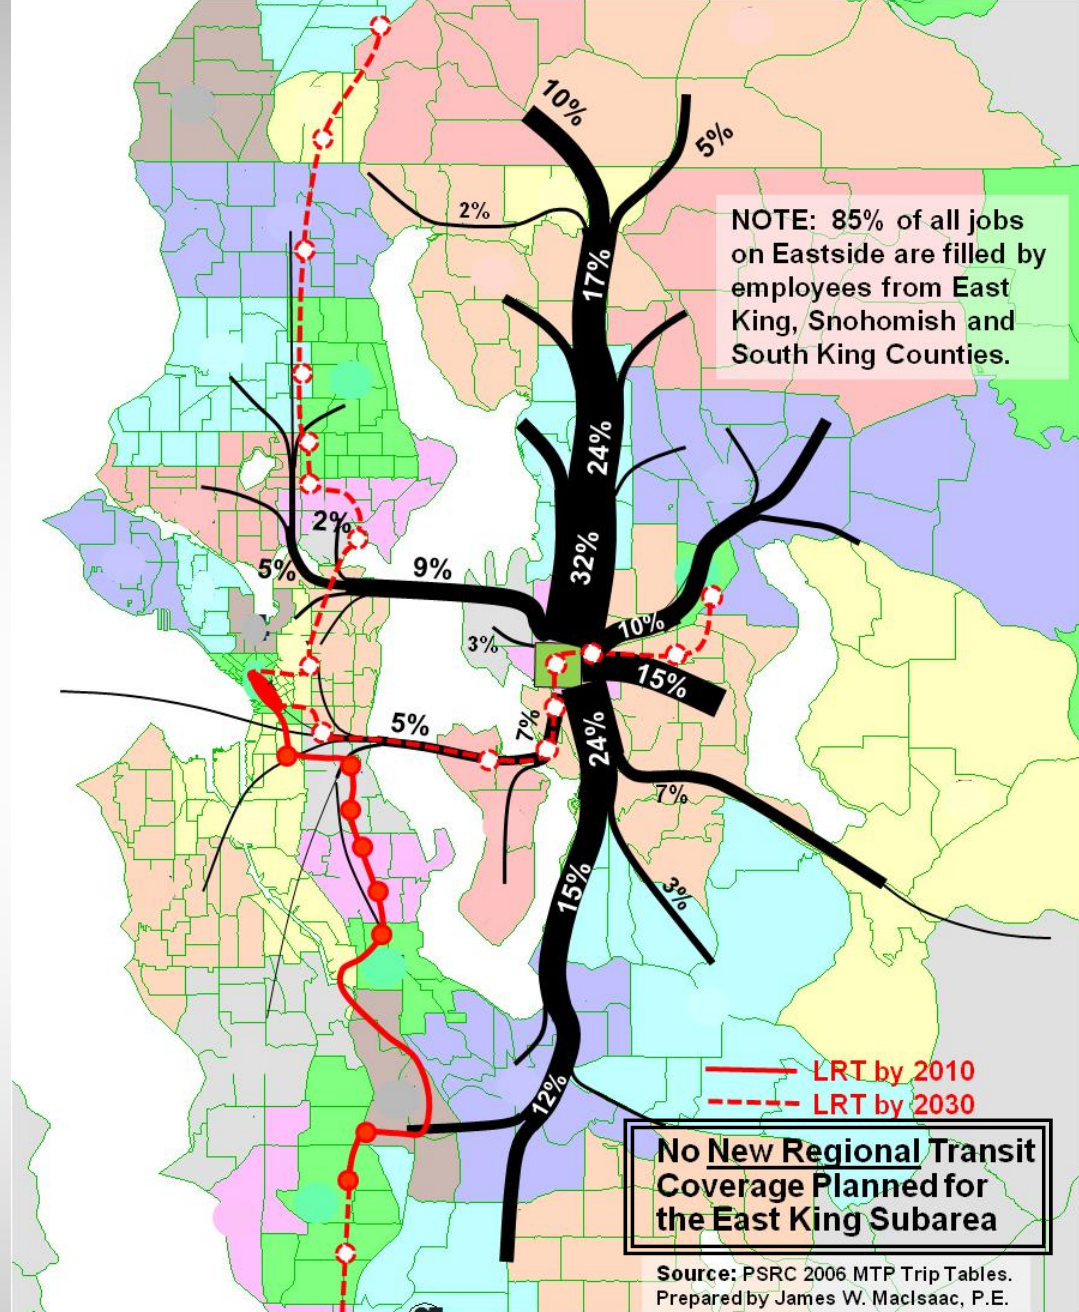 10%
5%
2%
NOTE: 85% of all jobs
on Eastside are filled by
employees from East
King, Snohomish and
South King Counties.
17%
24%
2%
32%
5%
9%
10%
3%
15%
5%
7%
24%
7%
15%
3%
LRT by 2010
12%
LRT by 2030
No New Regional Transit
Coverage Planned for
the East King Subarea
Source: PSRC 2006 MTP Trip Tables.
Prepared by James W. MacIsaac, P.E.